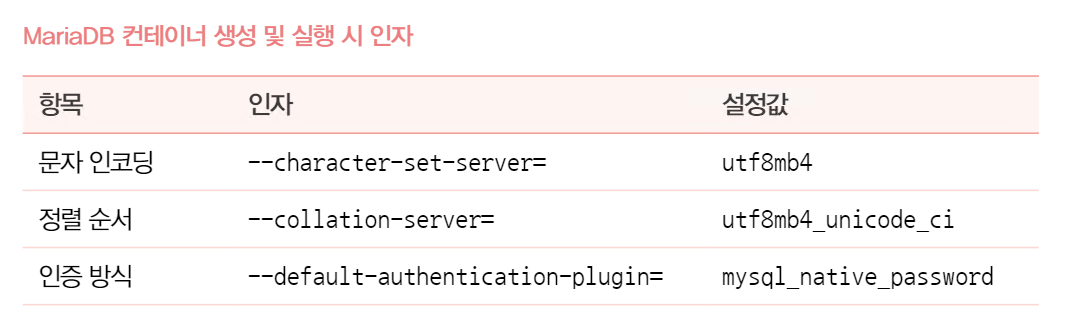 MariaDB 컨테이너 생성 및 실행 시 인자
항목 인자 설정값
문자 인코딩 --character-set-server= utf8mb4
정렬 순서 --collation-server= utf8mb4_unicode_ci
인증 방식 --default-authentication-plugin= mysql_native_password